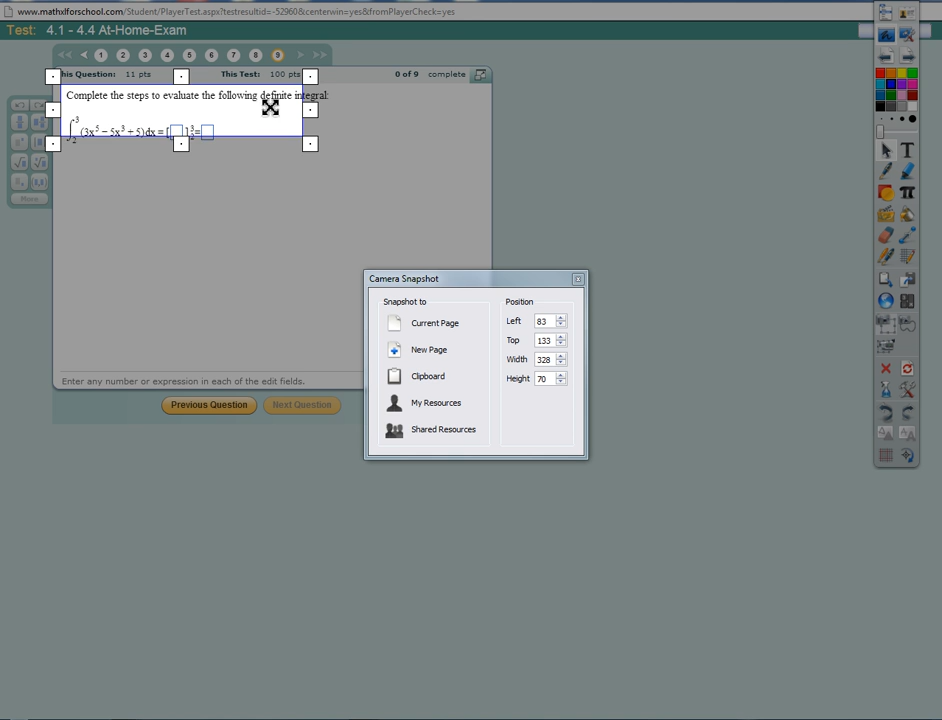 www.mathxlforschool.com/Student/PlayerTest.aspx?testresultid=-52960&centerwin=yes&fromPlayerCheck=yes
Test: 4.1 - 4.4 At-Home-Exam
1 2 3 4 5 6 7 8 9
his Question: 11 pts This Test: 100 pts 0 of 9 complete
Complete the steps to evaluate the following definite integral:
∫₂³ (3x⁵ − 5x³ + 5)dx = [ ]³₂ =
More
Camera Snapshot
Snapshot to
Current Page
New Page
Clipboard
My Resources
Shared Resources
Position
Left 83
Top 133
Width 328
Height 70
Enter any number or expression in each of the edit fields.
Previous Question Next Question